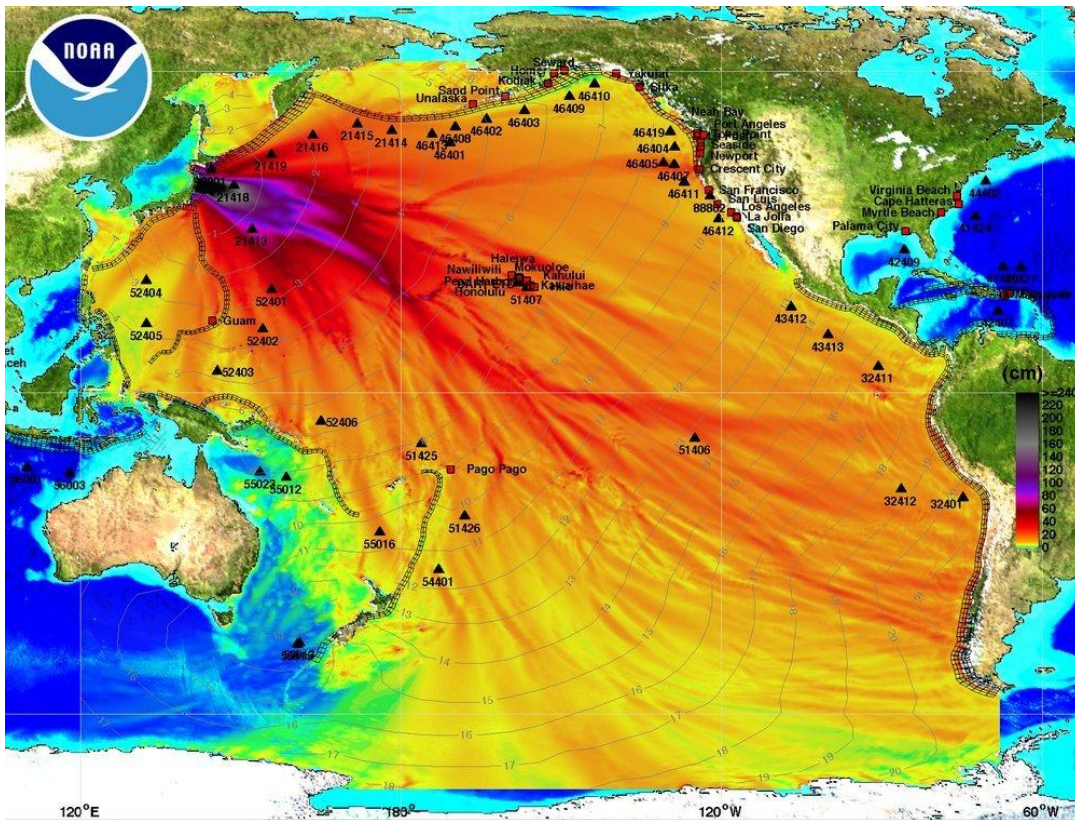 NOAA
Seward
Homer
Kodiak
Sand Point
Unalaska
Yakutat
Sitka
46410
46409
46403
46402
46408
46413
46401
21415
21414
21416
21419
21418
21413
46419
46404
46405
46407
46411
46412
Neah Bay
Port Angeles
Seaside
Newport
Crescent City
San Francisco
San Luis
Los Angeles
La Jolla
San Diego
Virginia Beach
Cape Hatteras
Myrtle Beach
Palama City
44402
41424
42409
Haleiwa
Mokuoloe
Nawiliwili
Kahului
Honolulu
51407
52404
52401
52405
Guam
52402
52403
52406
43412
43413
32411
(cm)
220
200
180
160
140
120
100
80
60
40
20
0
51425
51406
Pago Pago
55023
55012
32412
32401
51426
55016
54401
120°E
180°
120°W
60°W